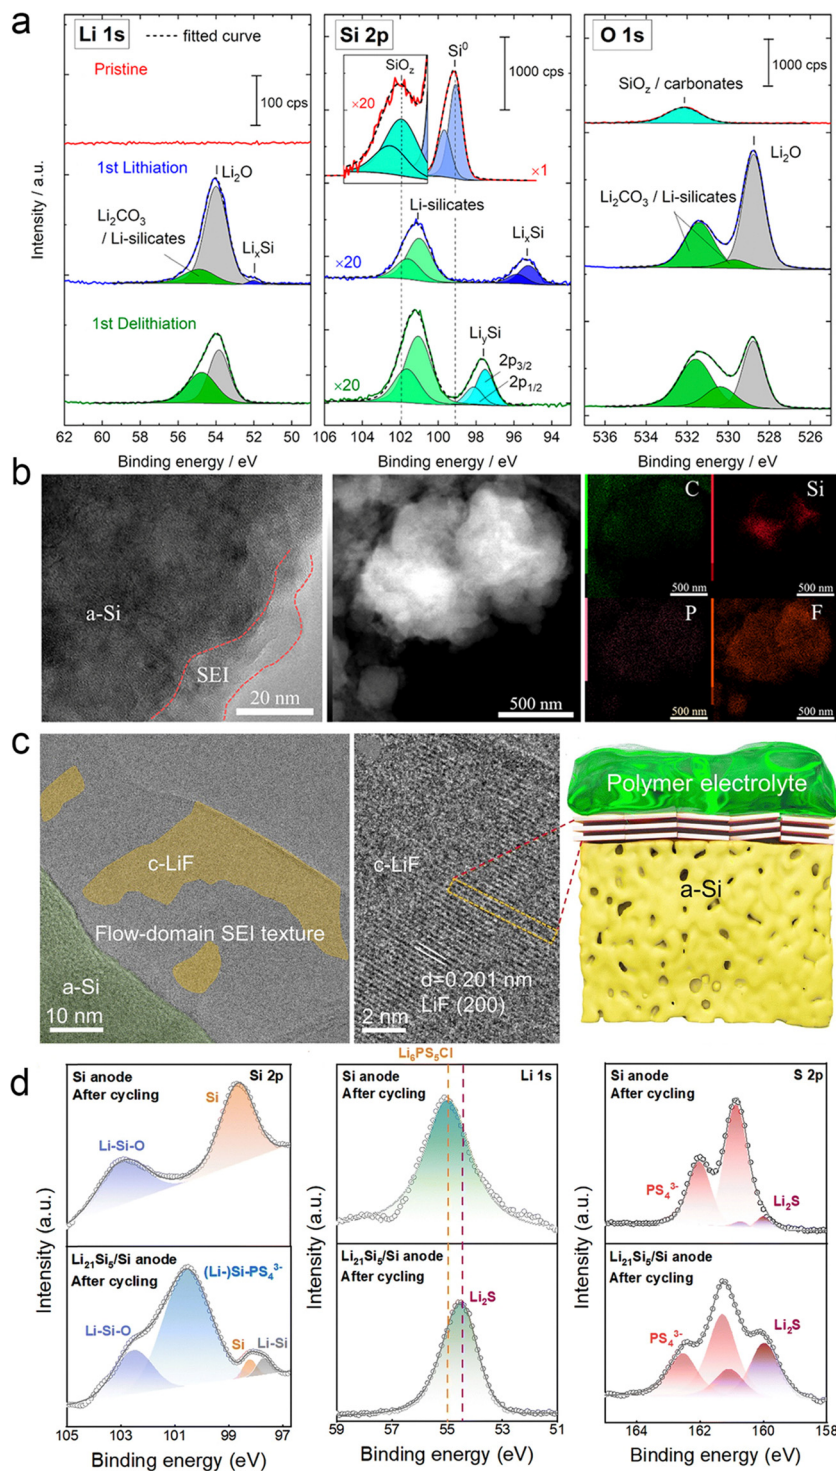 a
Li 1s
---- fitted curve
Pristine
100 cps
1st Lithiation
Li₂O
Li₂CO₃
/ Li-silicates
LiₓSi
1st Delithiation
Intensity / a.u.
62 60 58 56 54 52 50
Binding energy / eV
Si 2p
SiO_z
Si⁰
×20
1000 cps
×1
Li-silicates
×20
LiₓSi
Li_ySi
×20
2p₃/₂
2p₁/₂
106 104 102 100 98 96 94
Binding energy / eV
O 1s
1000 cps
SiO_z / carbonates
Li₂O
Li₂CO₃ / Li-silicates
536 532 528 525
Binding energy / eV
b
a-Si
SEI
20 nm
500 nm
C
500 nm
Si
500 nm
P
500 nm
F
500 nm
c
c-LiF
Flow-domain SEI texture
a-Si
10 nm
c-LiF
d=0.201 nm
LiF (200)
2 nm
Polymer electrolyte
a-Si
d
Si anode
After cycling
Si 2p
Si
Li-Si-O
Li₂₁Si₅/Si anode
After cycling
(Li-)Si-PS₄³⁻
Li-Si-O
Si
Li-Si
Intensity (a.u.)
105 103 101 99 97
Binding energy (eV)
Li₆PS₅Cl
Si anode
After cycling
Li 1s
Li₂₁Si₅/Si anode
After cycling
Li₂S
Intensity (a.u.)
59 57 55 53 51
Binding energy (eV)
Si anode
After cycling
S 2p
PS₄³⁻
Li₂S
Li₂₁Si₅/Si anode
After cycling
PS₄³⁻
Li₂S
Intensity (a.u.)
164 162 160 158
Binding energy (eV)